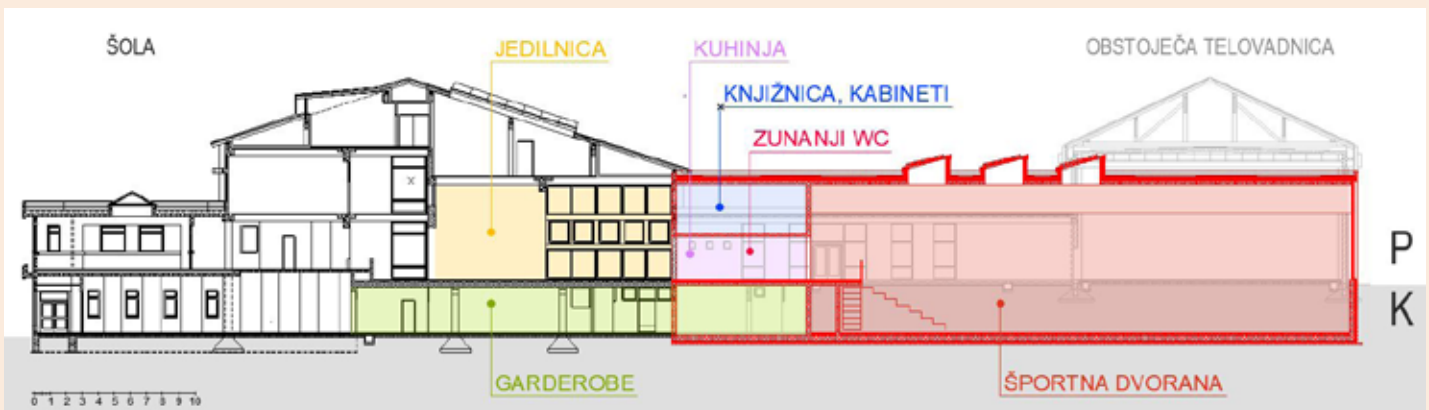 ŠOLA
JEDILNICA
KUHINJA
OBSTOJEČA TELOVADNICA
KNJIŽNICA, KABINETI
ZUNANJI WC
P
K
GARDEROBE
ŠPORTNA DVORANA
0 1 2 3 4 5 6 7 8 9 10